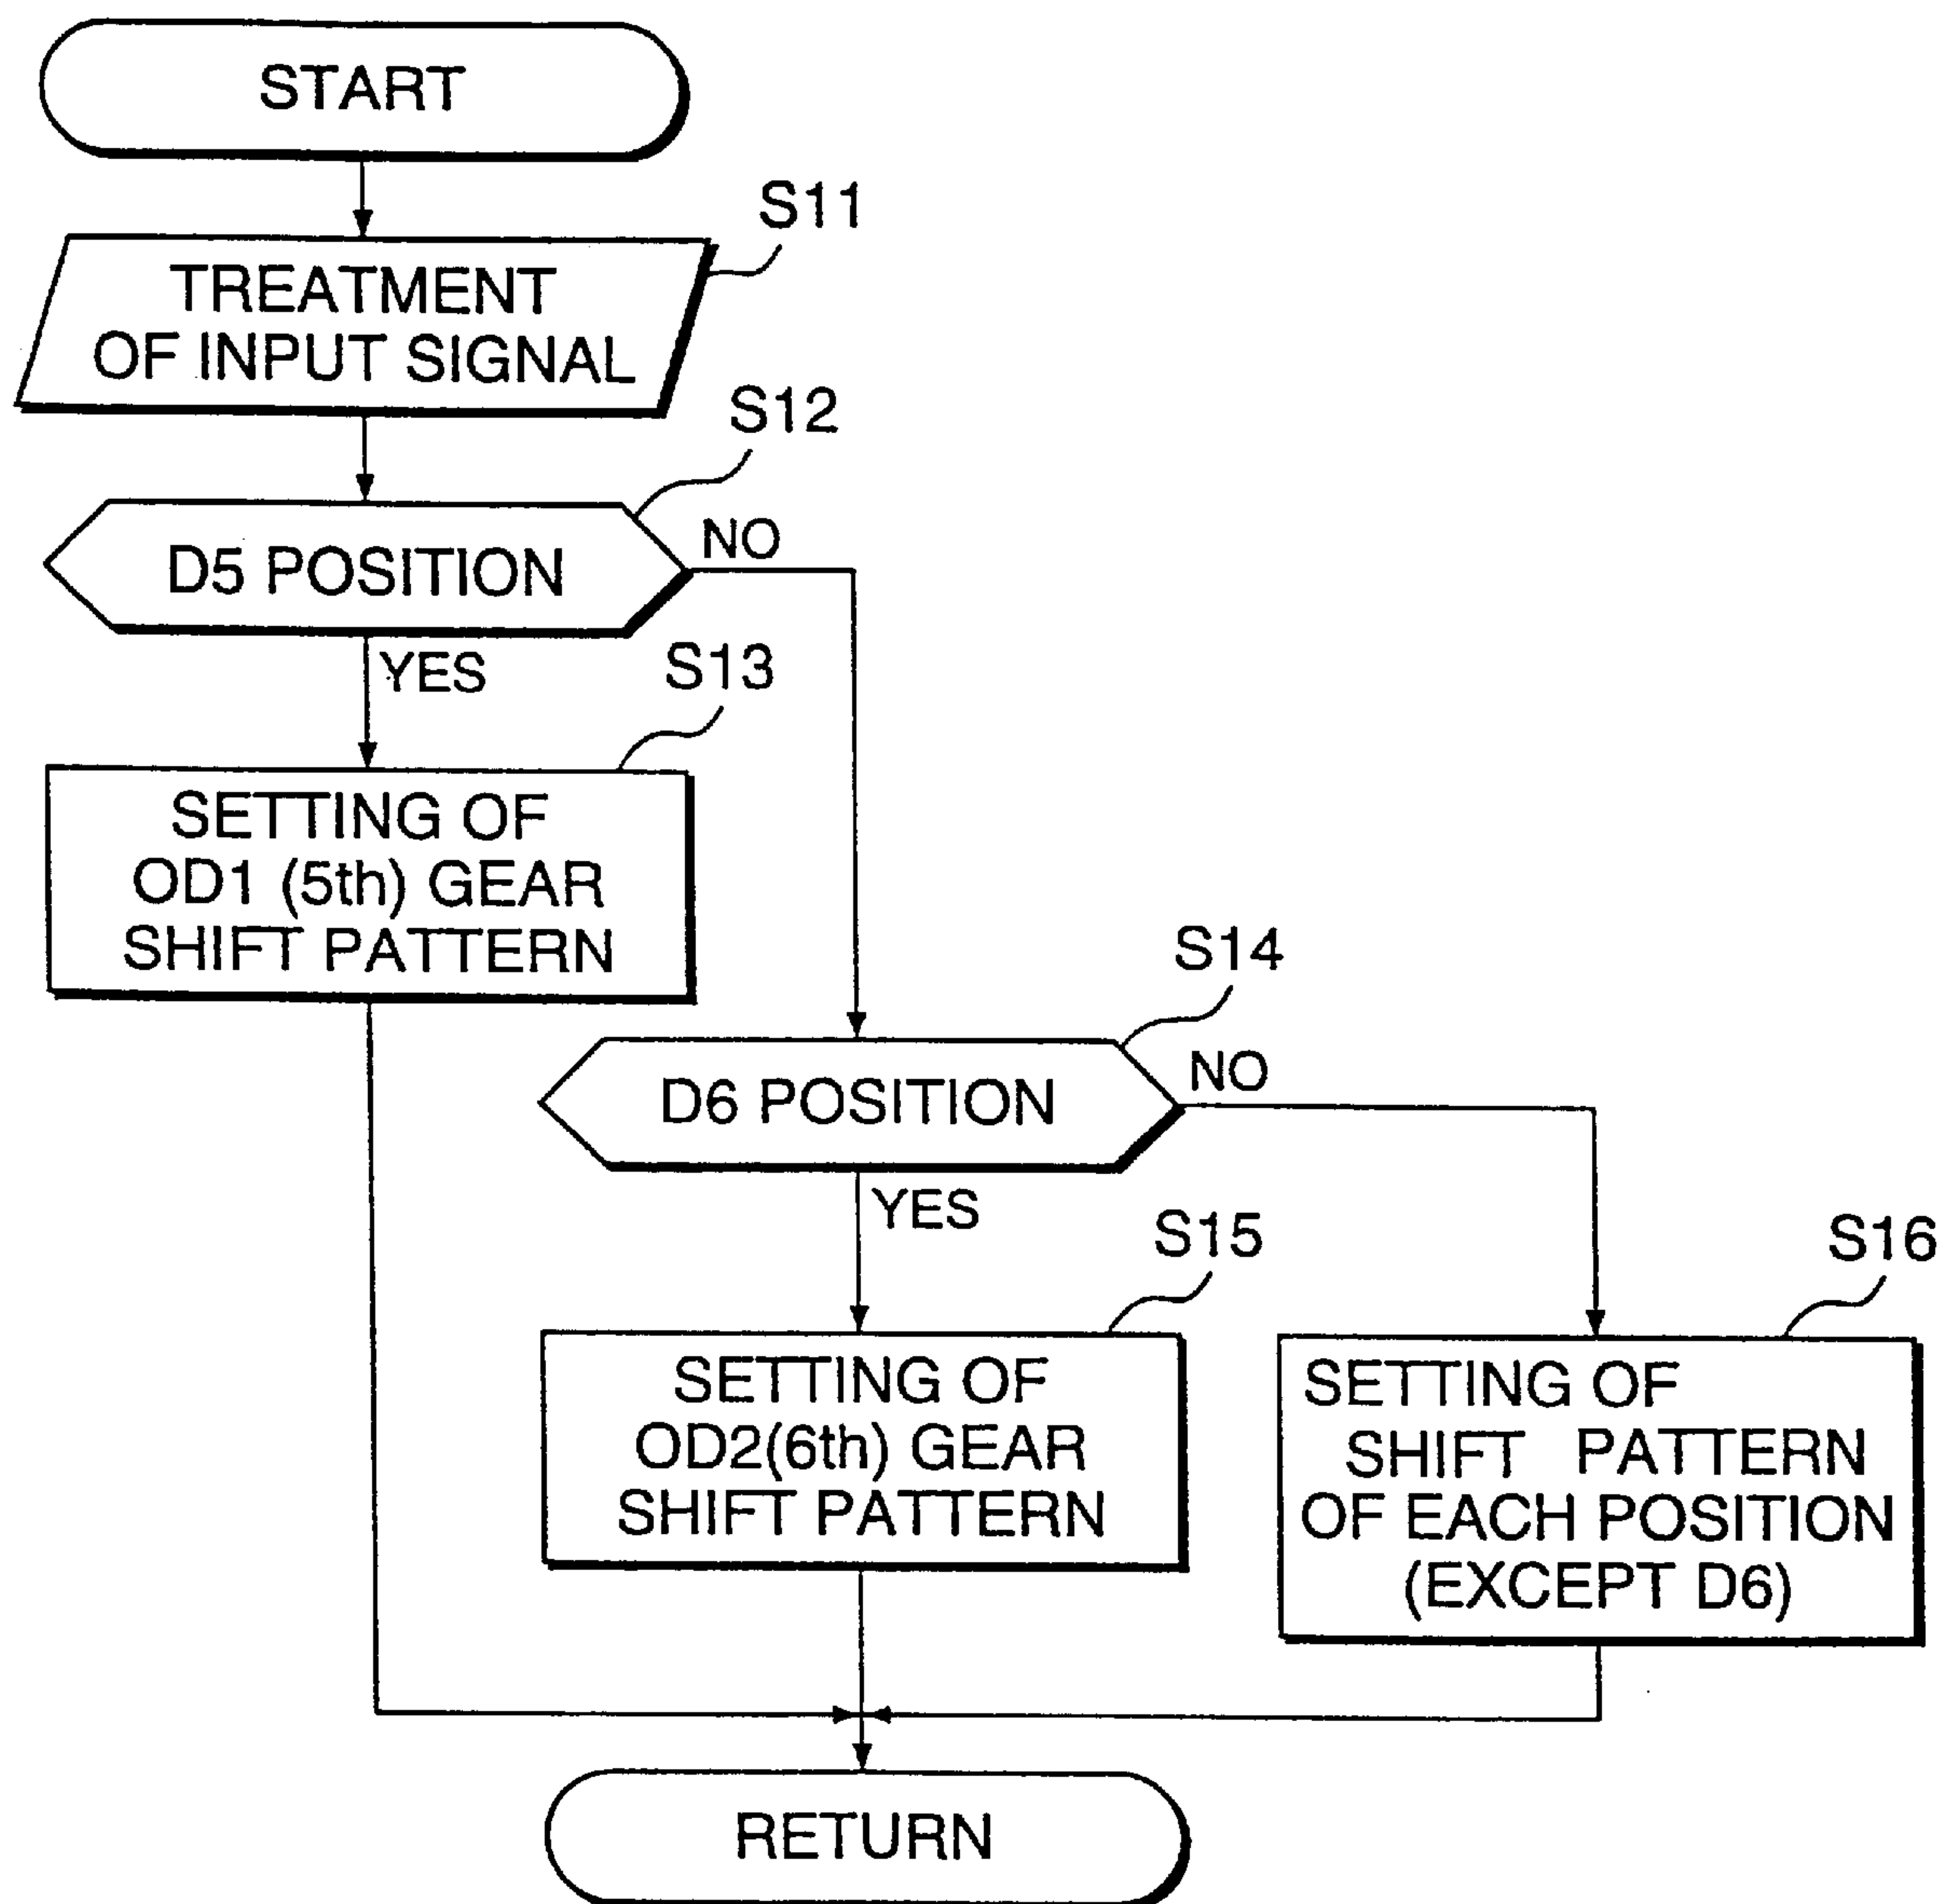 START
S11
TREATMENT
OF INPUT SIGNAL
S12
D5 POSITION
NO
YES
S13
SETTING OF
OD1 (5th) GEAR
SHIFT PATTERN
S14
D6 POSITION
NO
YES
S15
SETTING OF
OD2(6th) GEAR
SHIFT PATTERN
S16
SETTING OF
SHIFT PATTERN
OF EACH POSITION
(EXCEPT D6)
RETURN